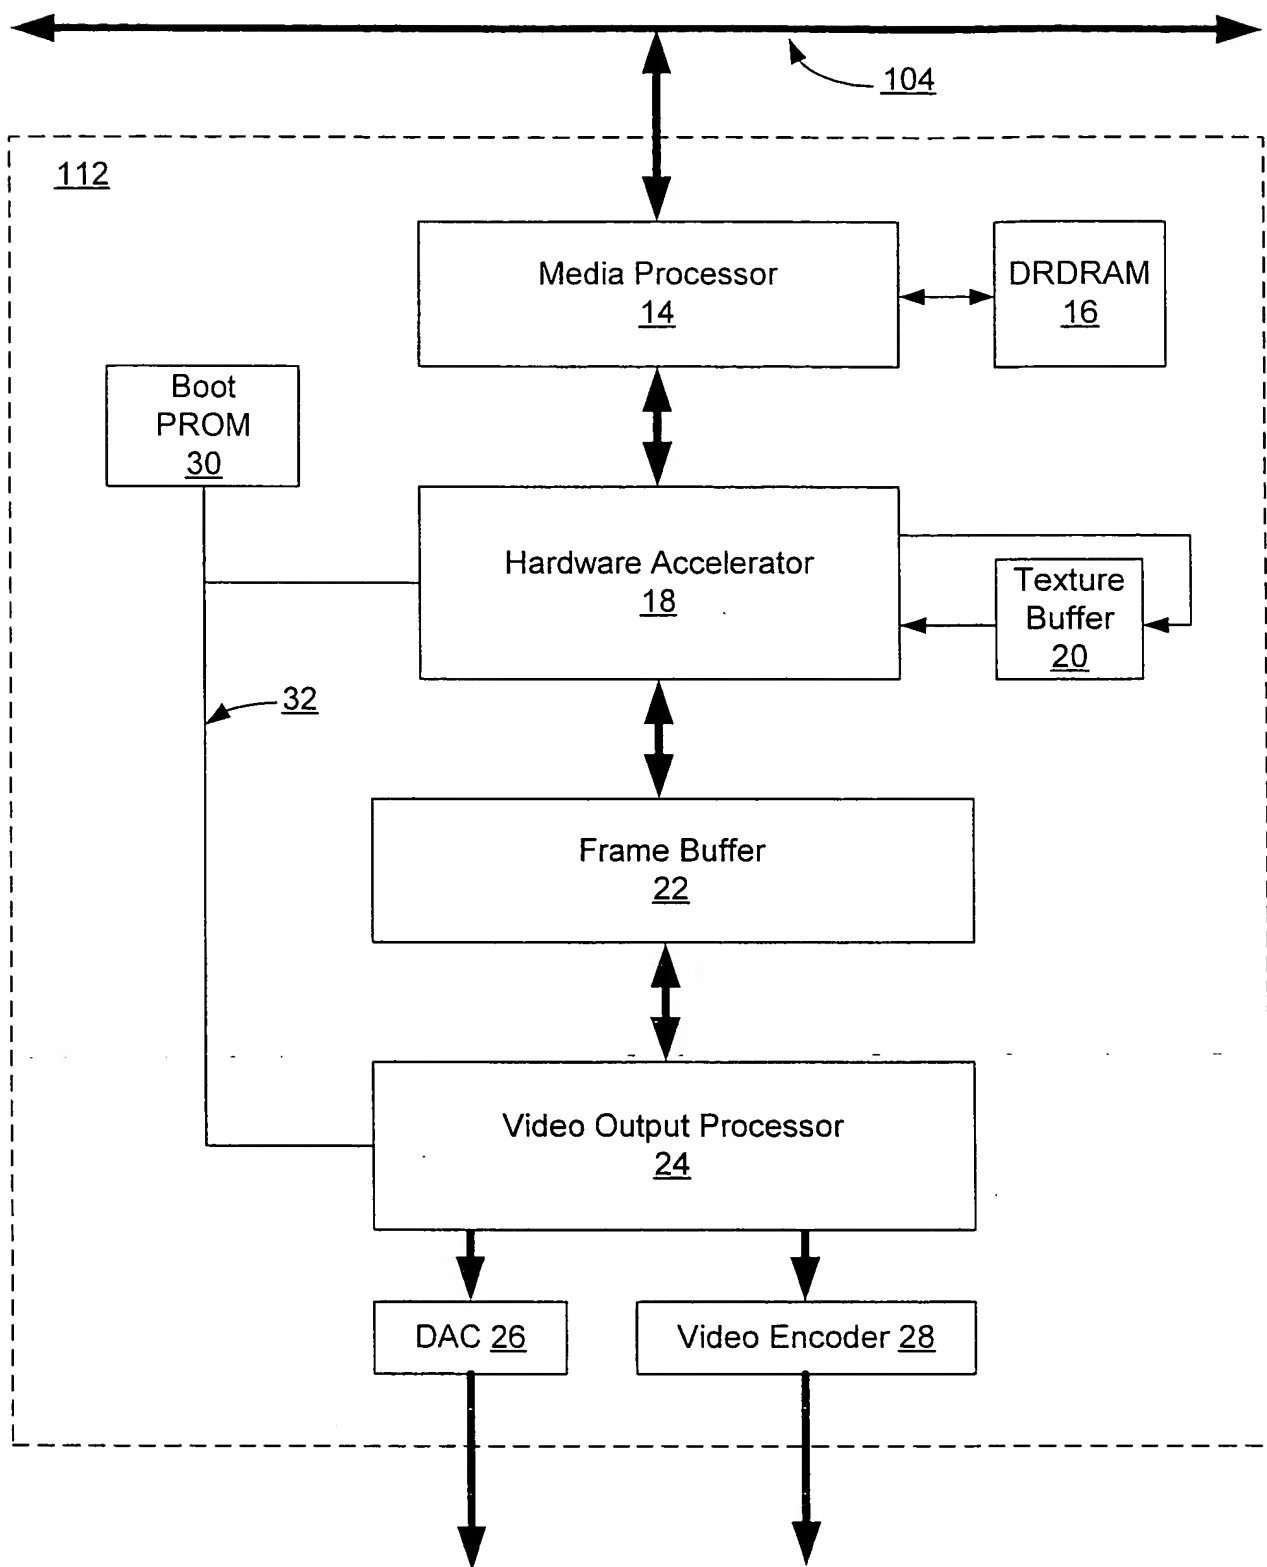 104
112
Media Processor
14
DRDRAM
16
Boot
PROM
30
Hardware Accelerator
18
Texture
Buffer
20
32
Frame Buffer
22
Video Output Processor
24
DAC 26
Video Encoder 28